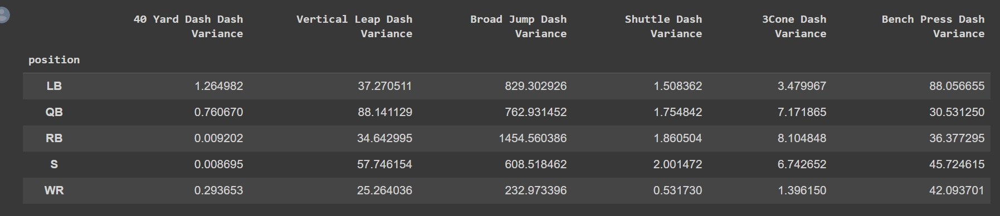 40 Yard Dash Dash Vertical Leap Dash Broad Jump Dash Shuttle Dash 3Cone Dash Bench Press Dash
Variance Variance Variance Variance Variance Variance
position
LB 1.264982 37.270511 829.302926 1.508362 3.479967 88.056655
QB 0.760670 88.141129 762.931452 1.754842 7.171865 30.531250
RB 0.009202 34.642995 1454.560386 1.860504 8.104848 36.377295
S 0.008695 57.746154 608.518462 2.001472 6.742652 45.724615
WR 0.293653 25.264036 232.973396 0.531730 1.396150 42.093701